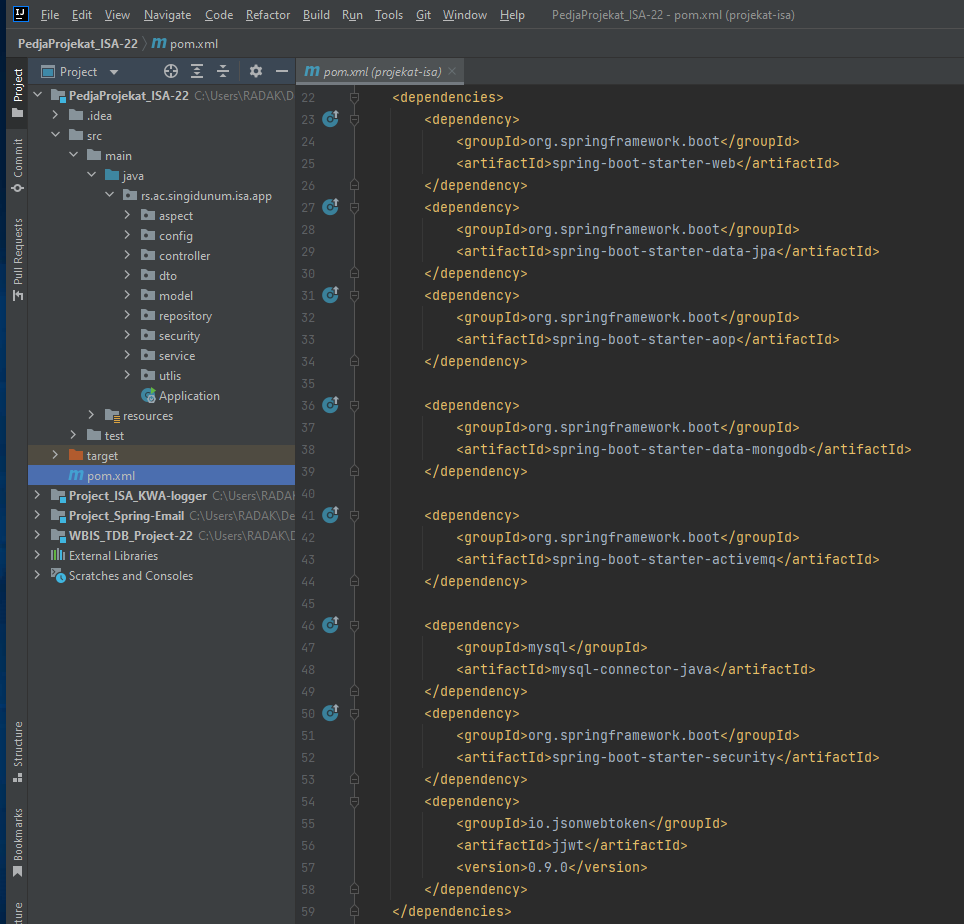 File Edit View Navigate Code Refactor Build Run Tools Git Window Help PedjaProjekat_ISA-22 - pom.xml (projekat-isa)
PedjaProjekat_ISA-22 pom.xml
Project
Commit
Pull Requests
Structure
Bookmarks
Project
PedjaProjekat_ISA-22 C:\Users\RADAK\D
.idea
src
main
java
rs.ac.singidunum.isa.app
aspect
config
controller
dto
model
repository
security
service
utlis
Application
resources
test
target
pom.xml
Project_ISA_KWA-logger C:\Users\RADAK
Project_Spring-Email C:\Users\RADAK\De
WBIS_TDB_Project-22 C:\Users\RADAK\D
External Libraries
Scratches and Consoles
pom.xml (projekat-isa)
22 <dependencies>
23 <dependency>
24 <groupId>org.springframework.boot</groupId>
25 <artifactId>spring-boot-starter-web</artifactId>
26 </dependency>
27 <dependency>
28 <groupId>org.springframework.boot</groupId>
29 <artifactId>spring-boot-starter-data-jpa</artifactId>
30 </dependency>
31 <dependency>
32 <groupId>org.springframework.boot</groupId>
33 <artifactId>spring-boot-starter-aop</artifactId>
34 </dependency>
35
36 <dependency>
37 <groupId>org.springframework.boot</groupId>
38 <artifactId>spring-boot-starter-data-mongodb</artifactId>
39 </dependency>
40
41 <dependency>
42 <groupId>org.springframework.boot</groupId>
43 <artifactId>spring-boot-starter-activemq</artifactId>
44 </dependency>
45
46 <dependency>
47 <groupId>mysql</groupId>
48 <artifactId>mysql-connector-java</artifactId>
49 </dependency>
50 <dependency>
51 <groupId>org.springframework.boot</groupId>
52 <artifactId>spring-boot-starter-security</artifactId>
53 </dependency>
54 <dependency>
55 <groupId>io.jsonwebtoken</groupId>
56 <artifactId>jjwt</artifactId>
57 <version>0.9.0</version>
58 </dependency>
59 </dependencies>